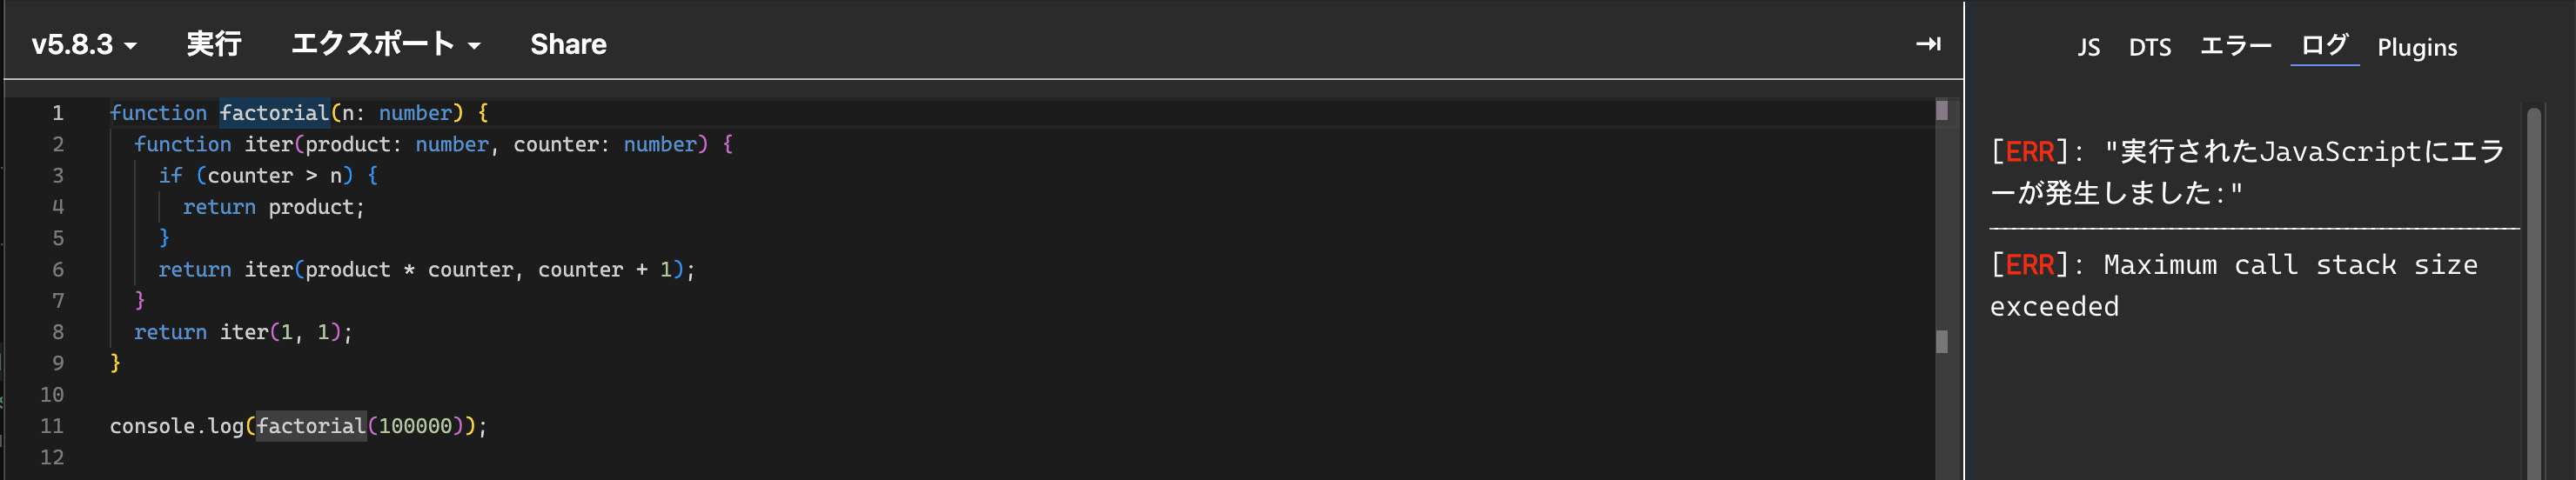 v5.8.3 実行 エクスポート Share
JS DTS エラー ログ Plugins
1 function factorial(n: number) {
2 function iter(product: number, counter: number) {
3 if (counter > n) {
4 return product;
5 }
6 return iter(product * counter, counter + 1);
7 }
8 return iter(1, 1);
9 }
10
11 console.log(factorial(100000));
12
[ERR]: "実行されたJavaScriptにエラ
ーが発生しました:"
[ERR]: Maximum call stack size
exceeded